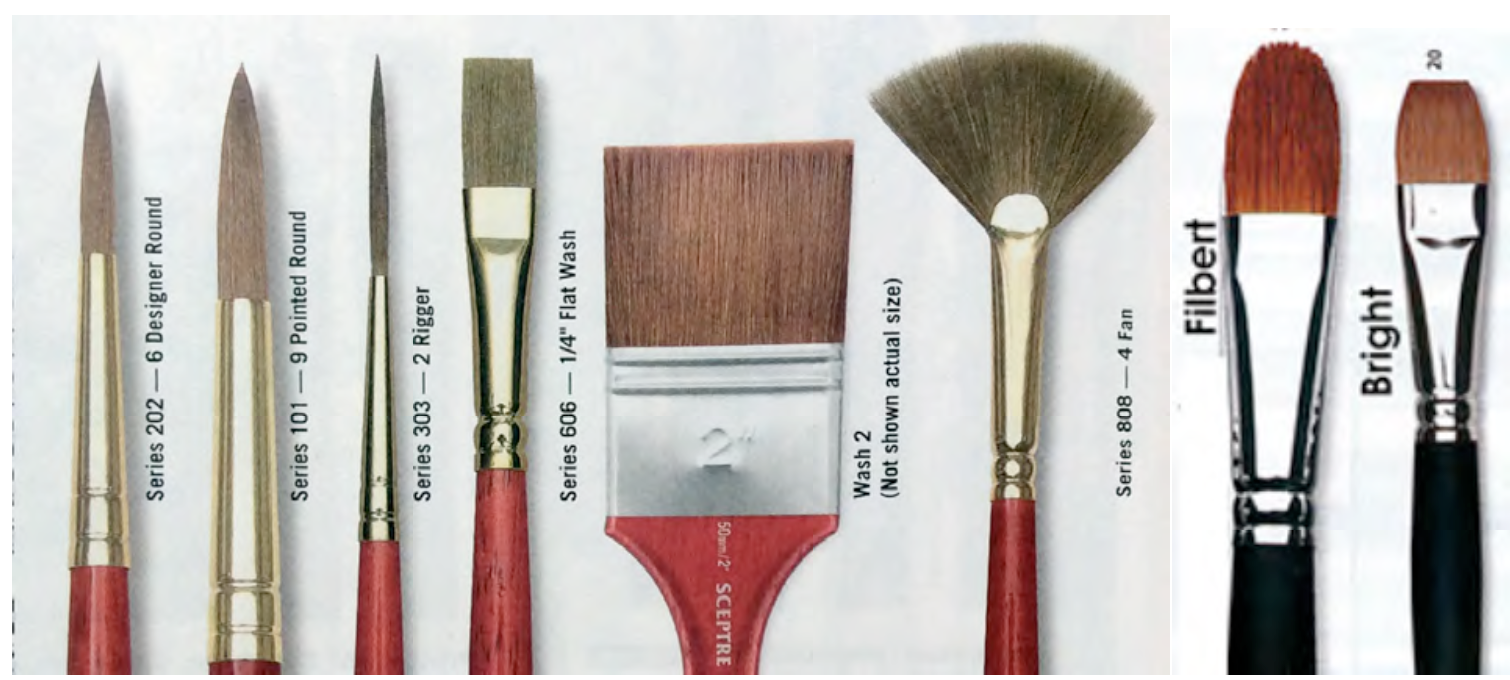 Series 202 — 6 Designer Round
Series 101 — 9 Pointed Round
Series 303 — 2 Rigger
Series 606 — 1/4" Flat Wash
2"
50mm/2" SCEPTRE
Wash 2
(Not shown actual size)
Series 808 — 4 Fan
Filbert
Bright
20